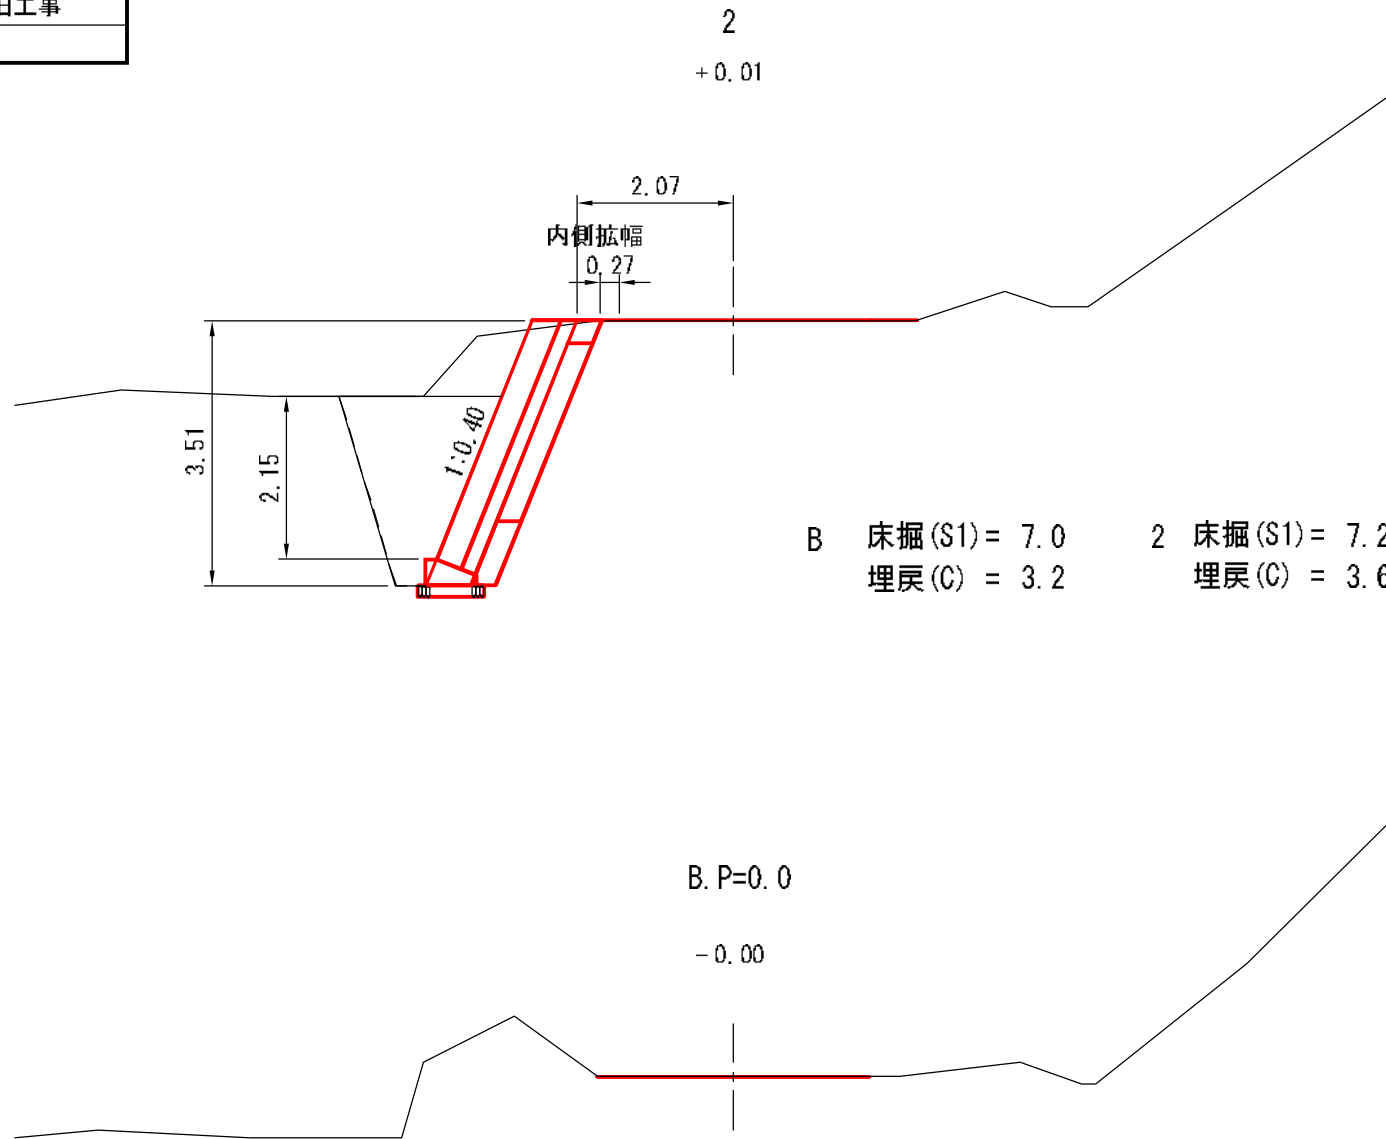 工事
2
+0.01
2.07
内側拡幅
0.27
3.51
2.15
1:0.40
B 床掘(S1)= 7.0 2 床掘(S1)= 7.2
埋戻(C) = 3.2 埋戻(C) = 3.6
B.P=0.0
-0.00